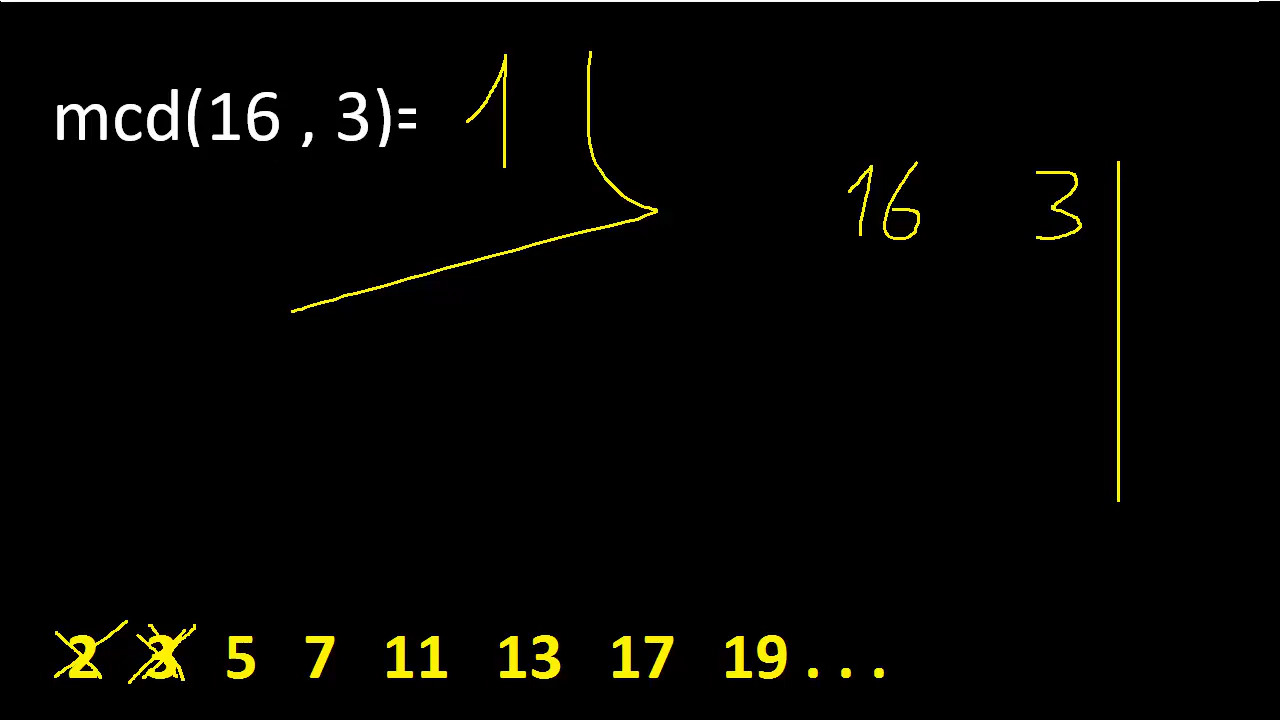 mcd(16 , 3)= 1
16 3
2 3 5 7 11 13 17 19 . . .